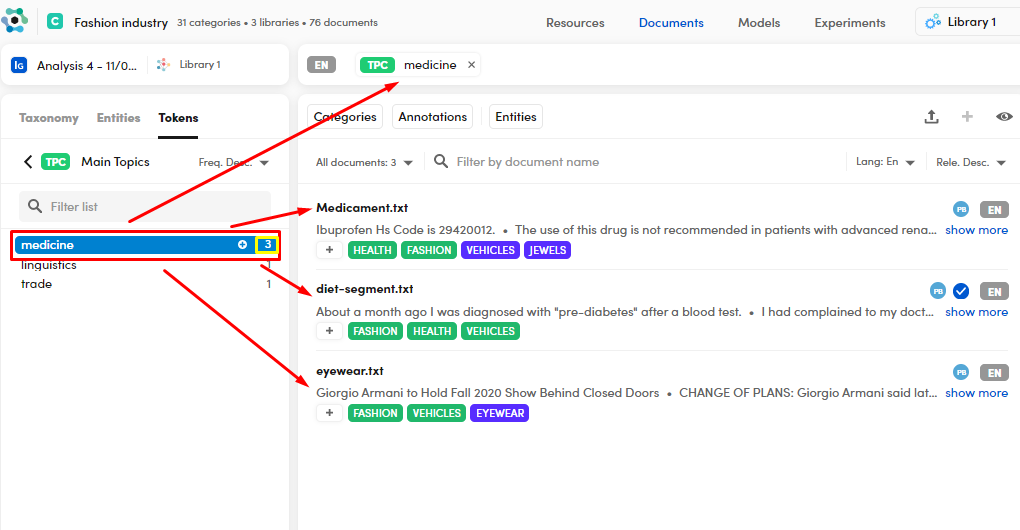 C Fashion industry 31 categories • 3 libraries • 76 documents Resources Documents Models Experiments Library 1
IG Analysis 4 - 11/0... Library 1
EN TPC medicine ×
Taxonomy Entities Tokens
TPC Main Topics Freq. Desc.
Filter list
medicine 3
linguistics 1
trade 1
Categories Annotations Entities
All documents: 3 Filter by document name Lang: En Rele. Desc.
Medicament.txt PB EN
Ibuprofen Hs Code is 29420012. • The use of this drug is not recommended in patients with advanced rena... show more
+ HEALTH FASHION VEHICLES JEWELS
diet-segment.txt PB EN
About a month ago I was diagnosed with "pre-diabetes" after a blood test. • I had complained to my doct... show more
+ FASHION HEALTH VEHICLES
eyewear.txt PB EN
Giorgio Armani to Hold Fall 2020 Show Behind Closed Doors • CHANGE OF PLANS: Giorgio Armani said lat... show more
+ FASHION VEHICLES EYEWEAR